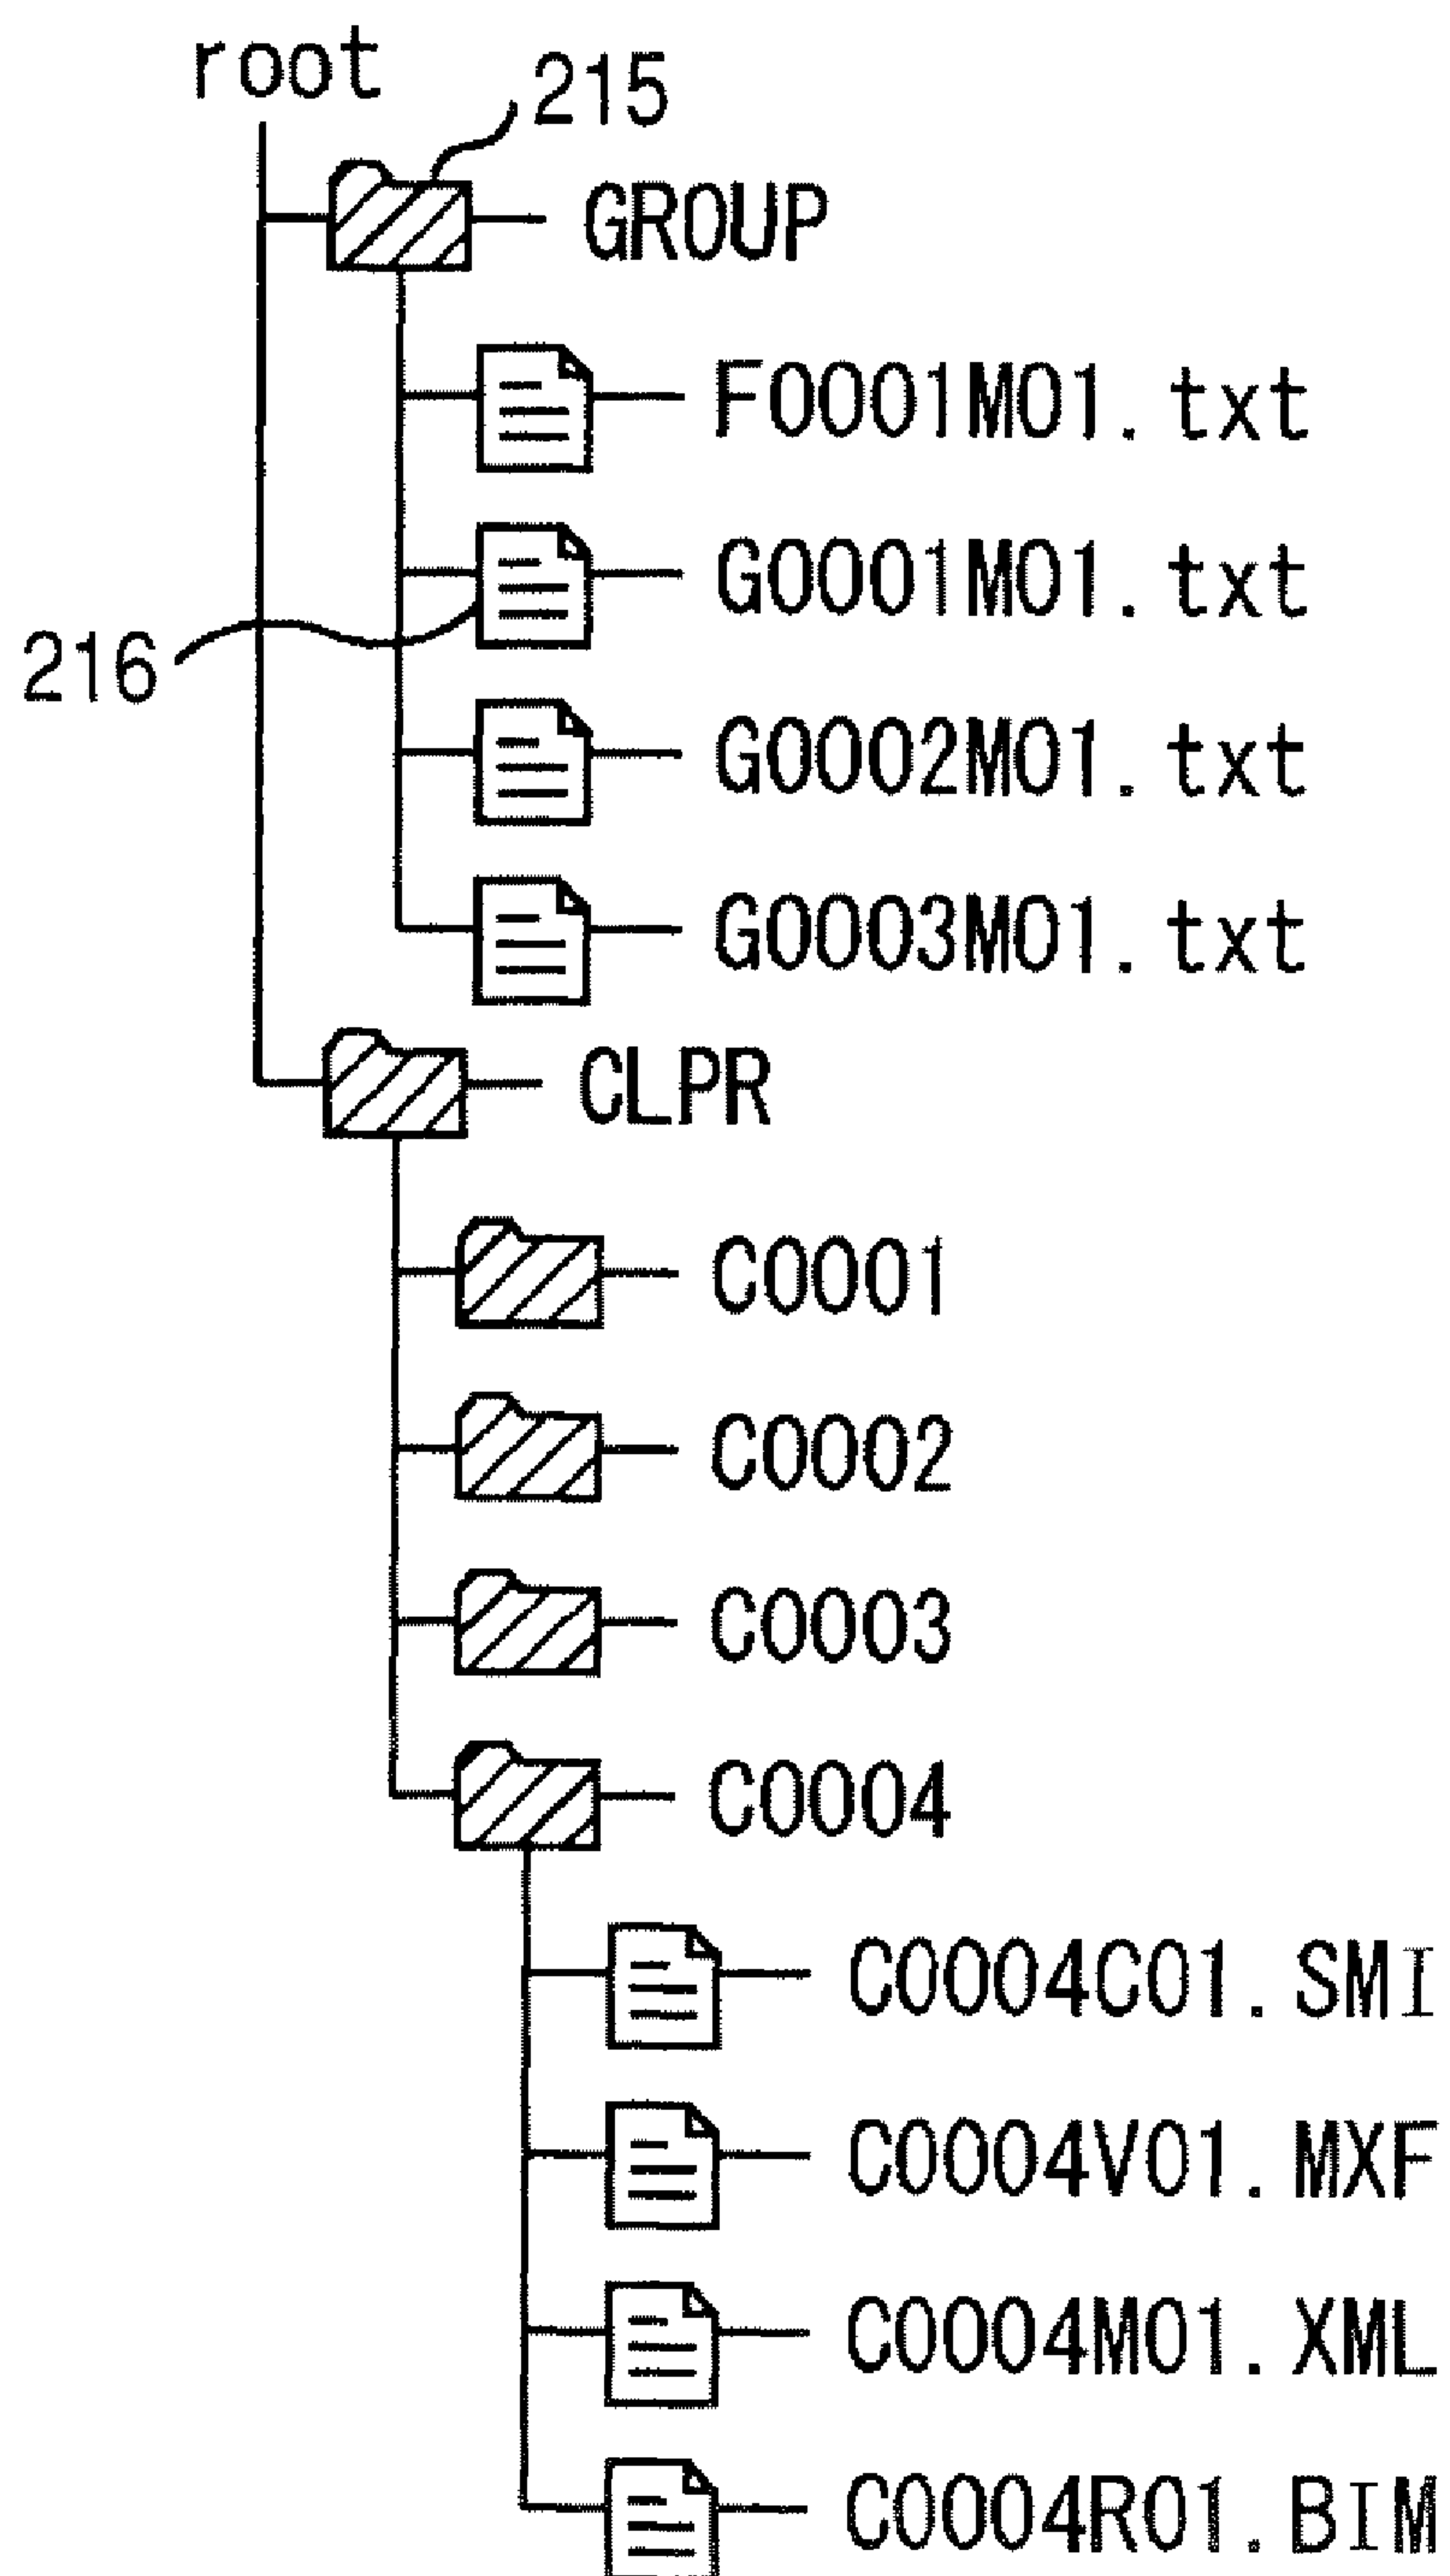 root
215
GROUP
F0001M01.txt
G0001M01.txt
216
G0002M01.txt
G0003M01.txt
CLPR
C0001
C0002
C0003
C0004
C0004C01.SMI
C0004V01.MXF
C0004M01.XML
C0004R01.BIM